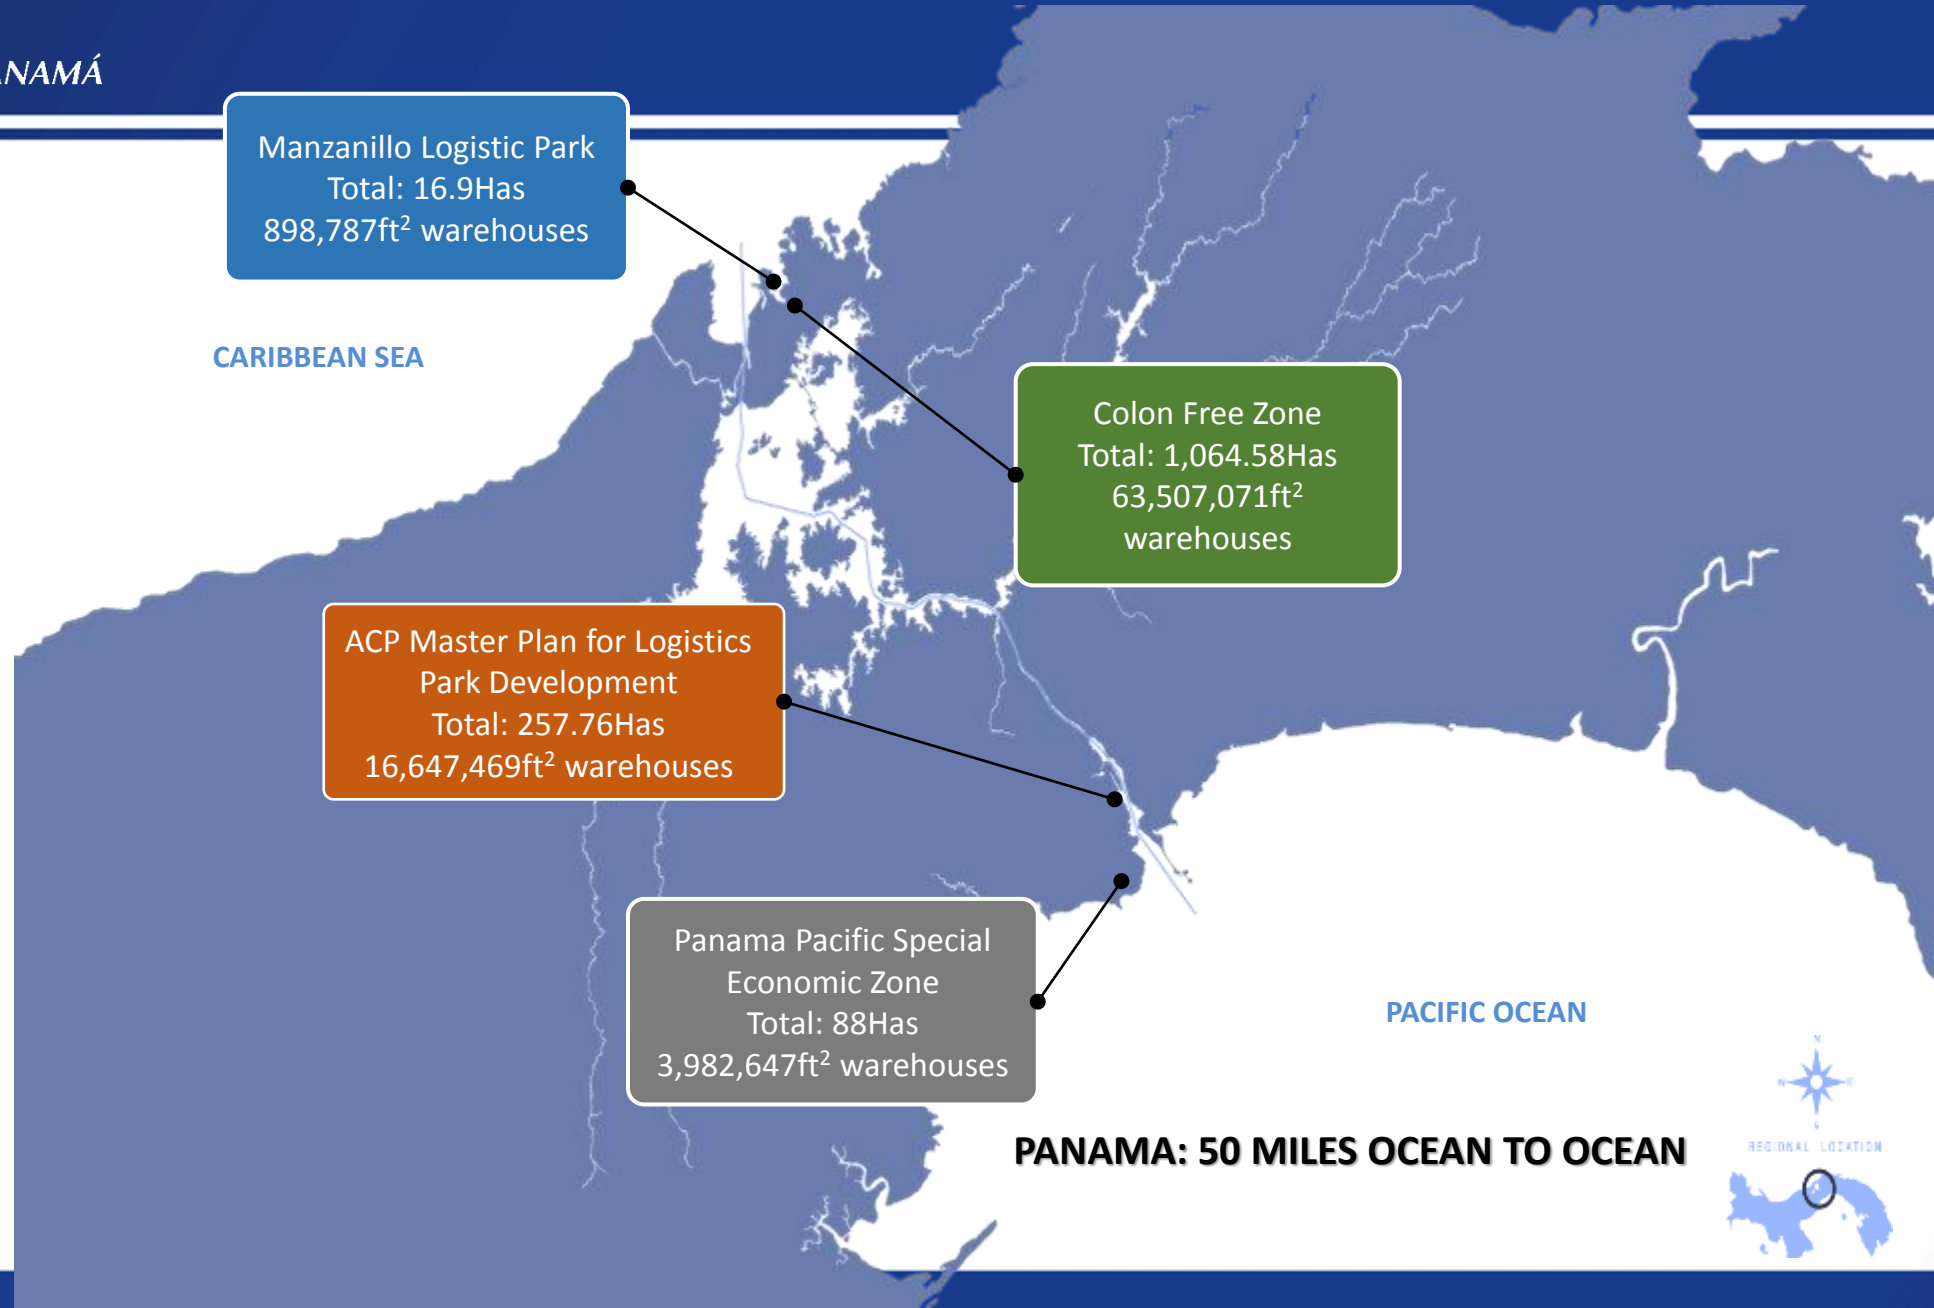 NAMÁ
Manzanillo Logistic Park
Total: 16.9Has
898,787ft² warehouses
CARIBBEAN SEA
Colon Free Zone
Total: 1,064.58Has
63,507,071ft²
warehouses
ACP Master Plan for Logistics
Park Development
Total: 257.76Has
16,647,469ft² warehouses
Panama Pacific Special
Economic Zone
Total: 88Has
3,982,647ft² warehouses
PACIFIC OCEAN
N
W E
S
PANAMA: 50 MILES OCEAN TO OCEAN
REGIONAL LOCATION